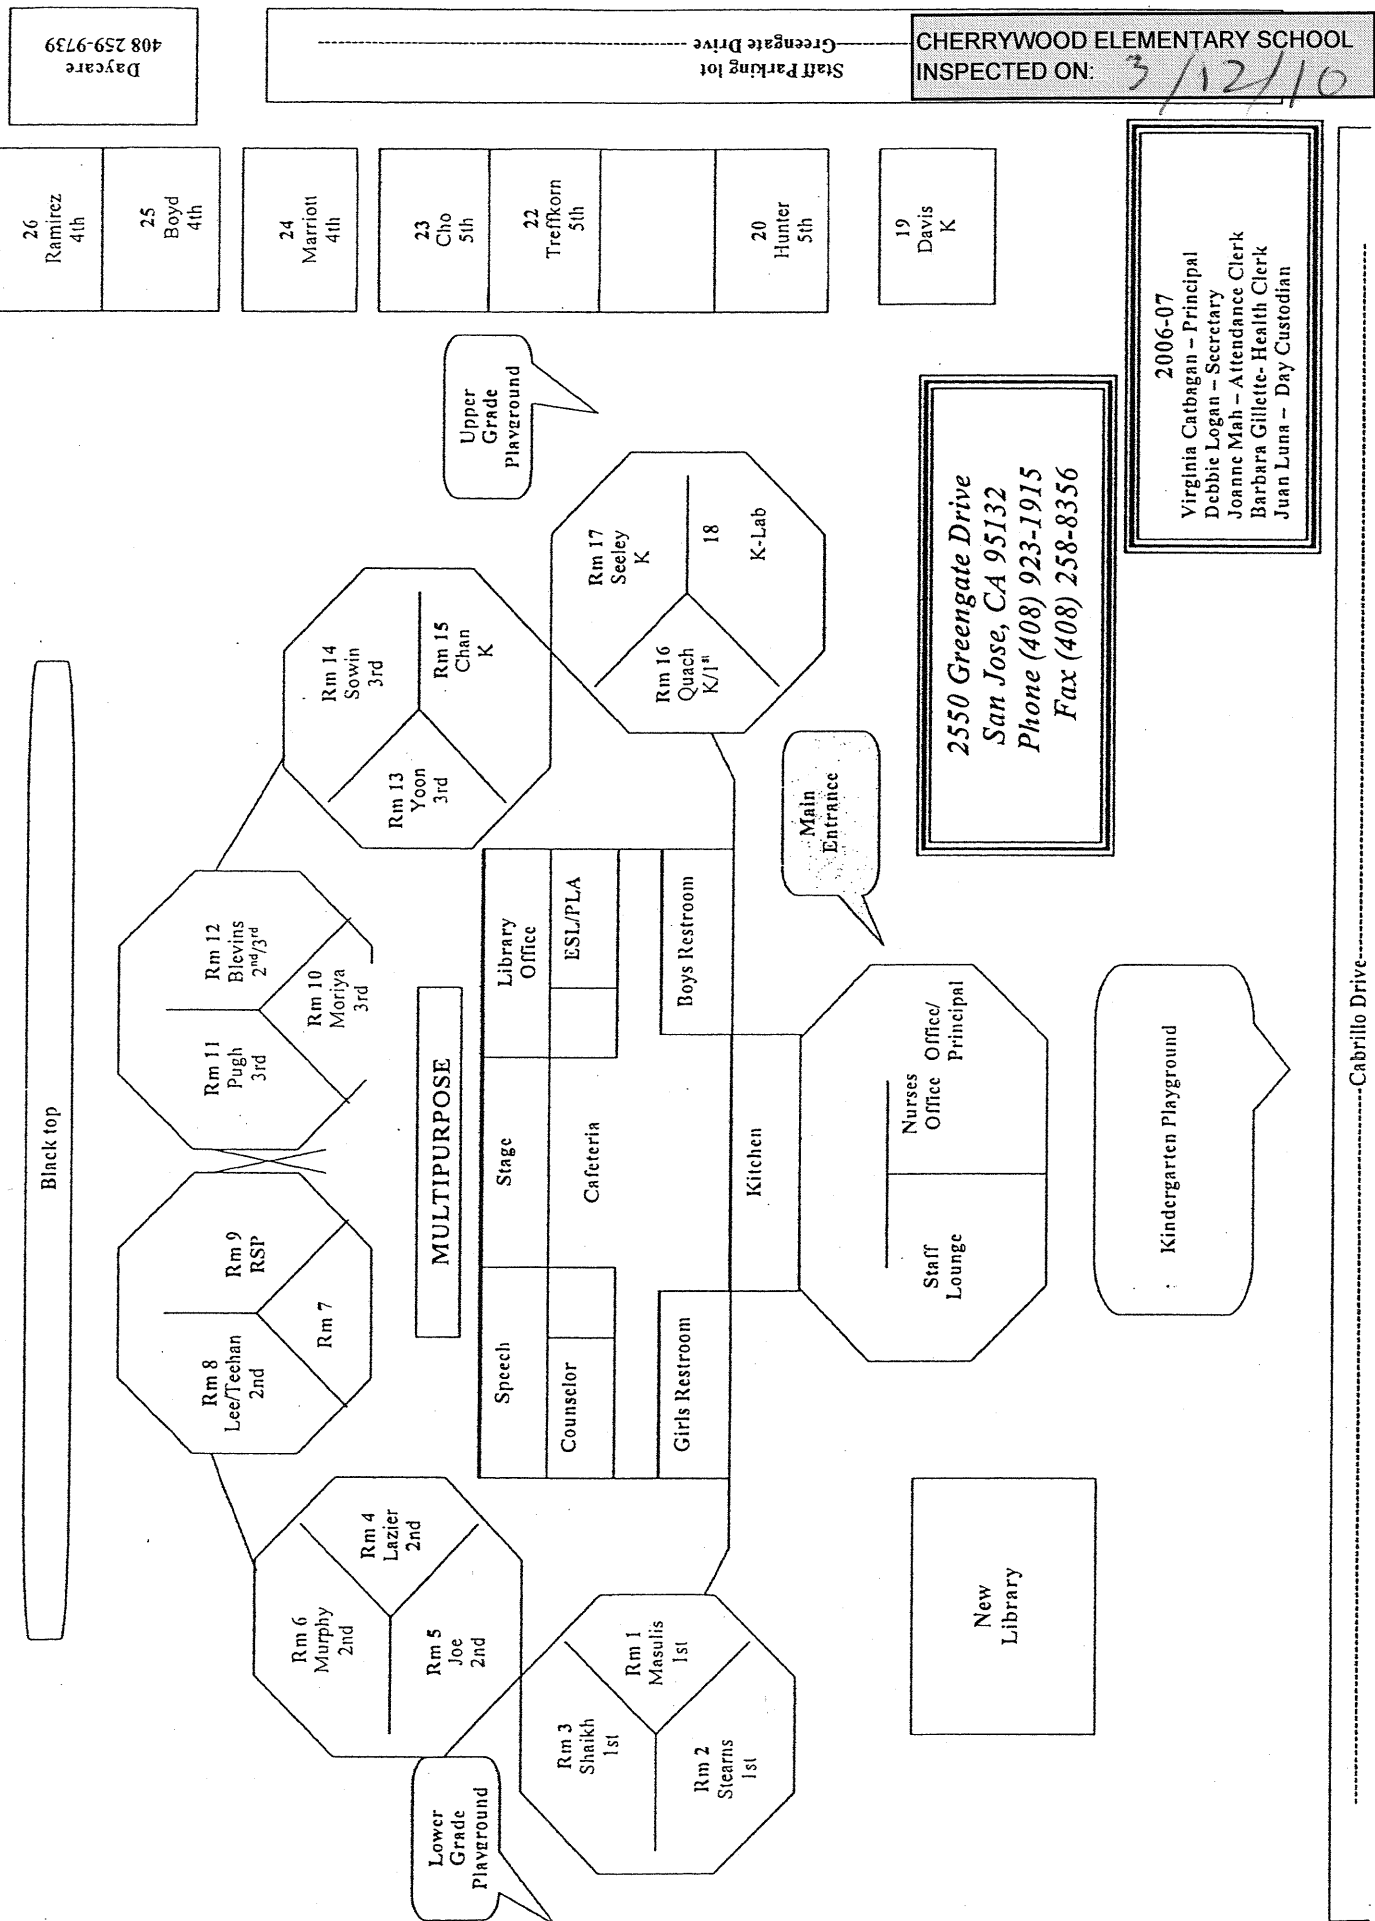 CHERRYWOOD ELEMENTARY SCHOOL
INSPECTED ON: 3/12/10
Daycare
408 259-9739
Staff Parking lot
Greengate Drive
26
Ramirez
4th
25
Boyd
4th
24
Marriott
4th
23
Cho
5th
22
Treffkorn
5th
20
Hunter
5th
19
Davis
K
Black top
Upper
Grade
Playground
Lower
Grade
Playground
Rm 6
Murphy
2nd
Rm 4
Lazier
2nd
Rm 5
Joe
2nd
Rm 3
Shaikh
1st
Rm 1
Masulis
1st
Rm 2
Stearns
1st
Rm 8
Lee/Teehan
2nd
Rm 9
RSP
Rm 7
Rm 11
Pugh
3rd
Rm 12
Blevins
2nd/3rd
Rm 10
Moriya
3rd
Rm 14
Sowin
3rd
Rm 13
Yoon
3rd
Rm 15
Chan
K
Rm 17
Seeley
K
Rm 16
Quach
K/1st
18
K-Lab
MULTIPURPOSE
Speech
Stage
Library
Office
Counselor
Cafeteria
ESL/PLA
Girls Restroom
Boys Restroom
Kitchen
Main
Entrance
Staff
Lounge
Nurses
Office
Office/
Principal
New
Library
Kindergarten Playground
2550 Greengate Drive
San Jose, CA 95132
Phone (408) 923-1915
Fax (408) 258-8356
2006-07
Virginia Catbagan – Principal
Debbie Logan – Secretary
Joanne Mah – Attendance Clerk
Barbara Gillette- Health Clerk
Juan Luna – Day Custodian
Cabrillo Drive